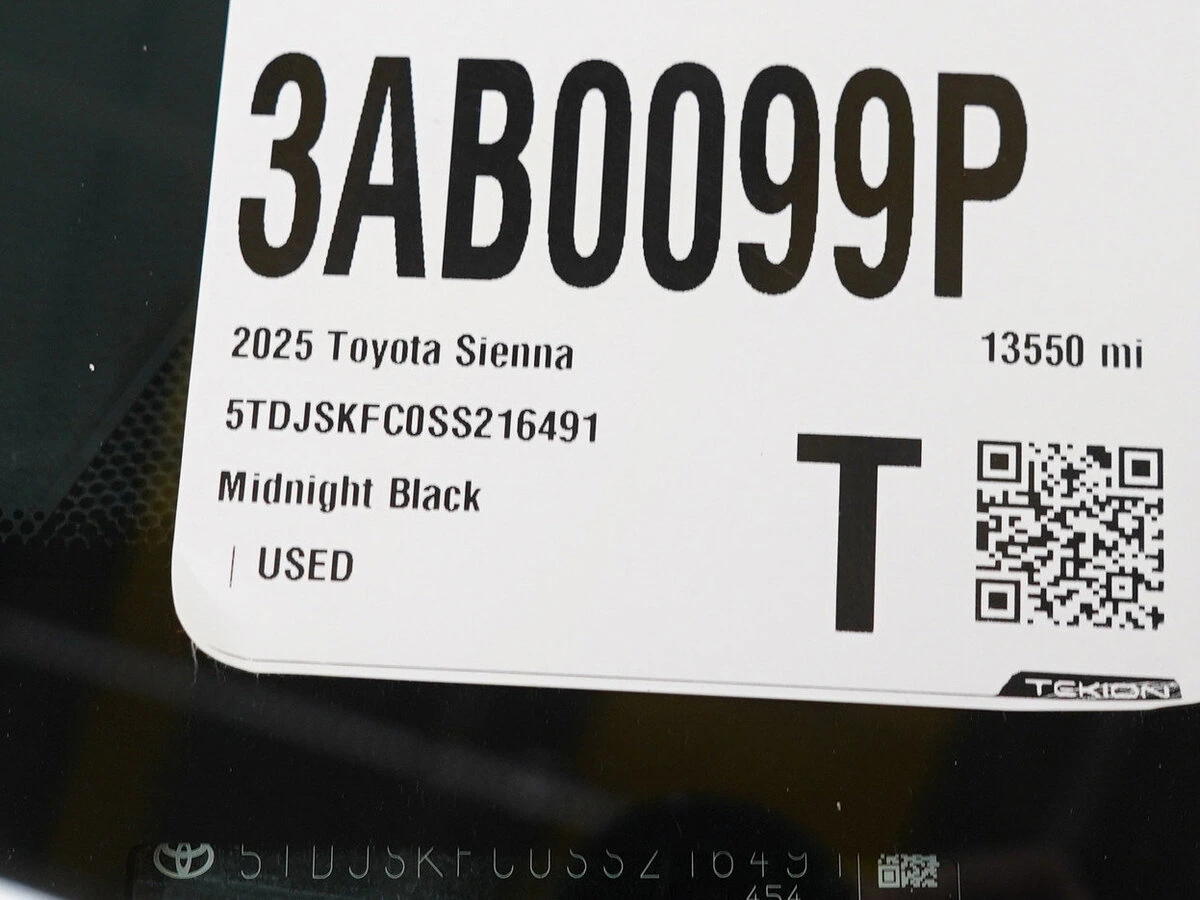 3AB0099P
2025 Toyota Sienna
13550 mi
5TDJSKFC0SS216491
Midnight Black
T
| USED
TEKION
5TDJSKFC0SS216491
454